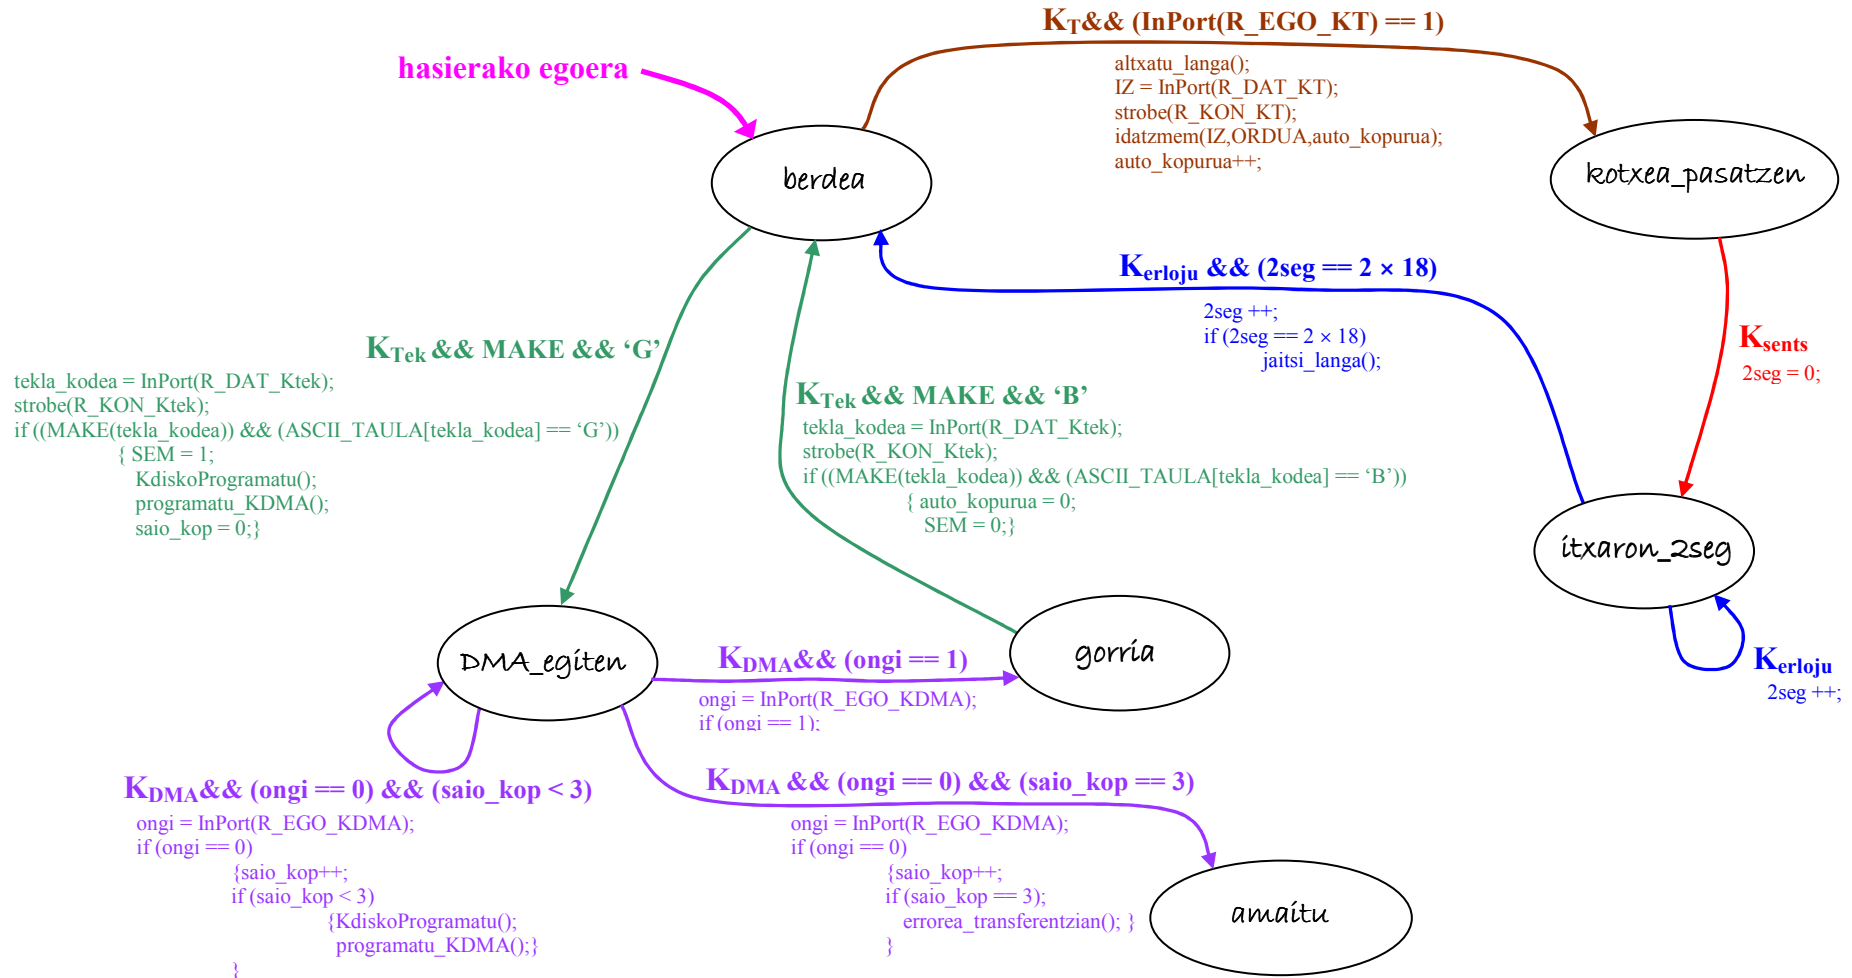 K_T && (InPort(R_EGO_KT) == 1)
hasierako egoera
altxatu_langa();
IZ = InPort(R_DAT_KT);
strobe(R_KON_KT);
idatzmem(IZ,ORDUA,auto_kopurua);
auto_kopurua++;
berdea
kotxea_pasatzen
K_erloju && (2seg == 2 × 18)
2seg ++;
if (2seg == 2 × 18)
jaitsi_langa();
K_sents
2seg = 0;
K_Tek && MAKE && ‘G’
tekla_kodea = InPort(R_DAT_Ktek);
strobe(R_KON_Ktek);
if ((MAKE(tekla_kodea)) && (ASCII_TAULA[tekla_kodea] == ‘G’))
{ SEM = 1;
KdiskoProgramatu();
programatu_KDMA();
saio_kop = 0;}
K_Tek && MAKE && ‘B’
tekla_kodea = InPort(R_DAT_Ktek);
strobe(R_KON_Ktek);
if ((MAKE(tekla_kodea)) && (ASCII_TAULA[tekla_kodea] == ‘B’))
{ auto_kopurua = 0;
SEM = 0;}
itxaron_2seg
K_erloju
2seg ++;
DMA_egiten
gorria
K_DMA && (ongi == 1)
ongi = InPort(R_EGO_KDMA);
if (ongi == 1);
K_DMA && (ongi == 0) && (saio_kop < 3)
ongi = InPort(R_EGO_KDMA);
if (ongi == 0)
{saio_kop++;
if (saio_kop < 3)
{KdiskoProgramatu();
programatu_KDMA();}
}
K_DMA && (ongi == 0) && (saio_kop == 3)
ongi = InPort(R_EGO_KDMA);
if (ongi == 0)
{saio_kop++;
if (saio_kop == 3);
errorea_transferentzian(); }
}
amaitu